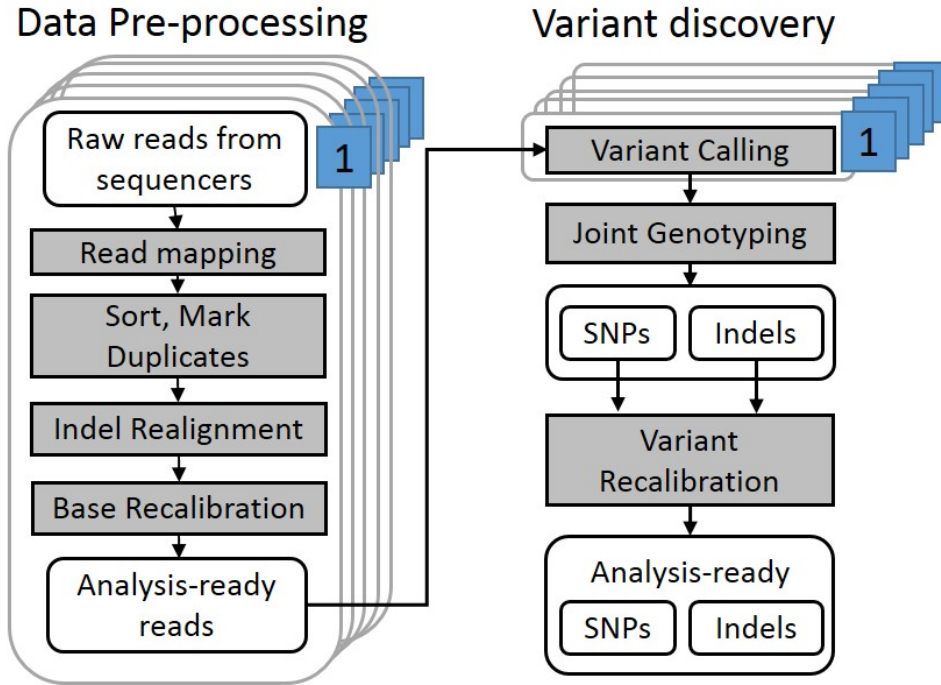 Data Pre-processing
1
Raw reads from
sequencers
Read mapping
Sort, Mark
Duplicates
Indel Realignment
Base Recalibration
Analysis-ready
reads
Variant discovery
1
Variant Calling
Joint Genotyping
SNPs
Indels
Variant
Recalibration
Analysis-ready
SNPs
Indels